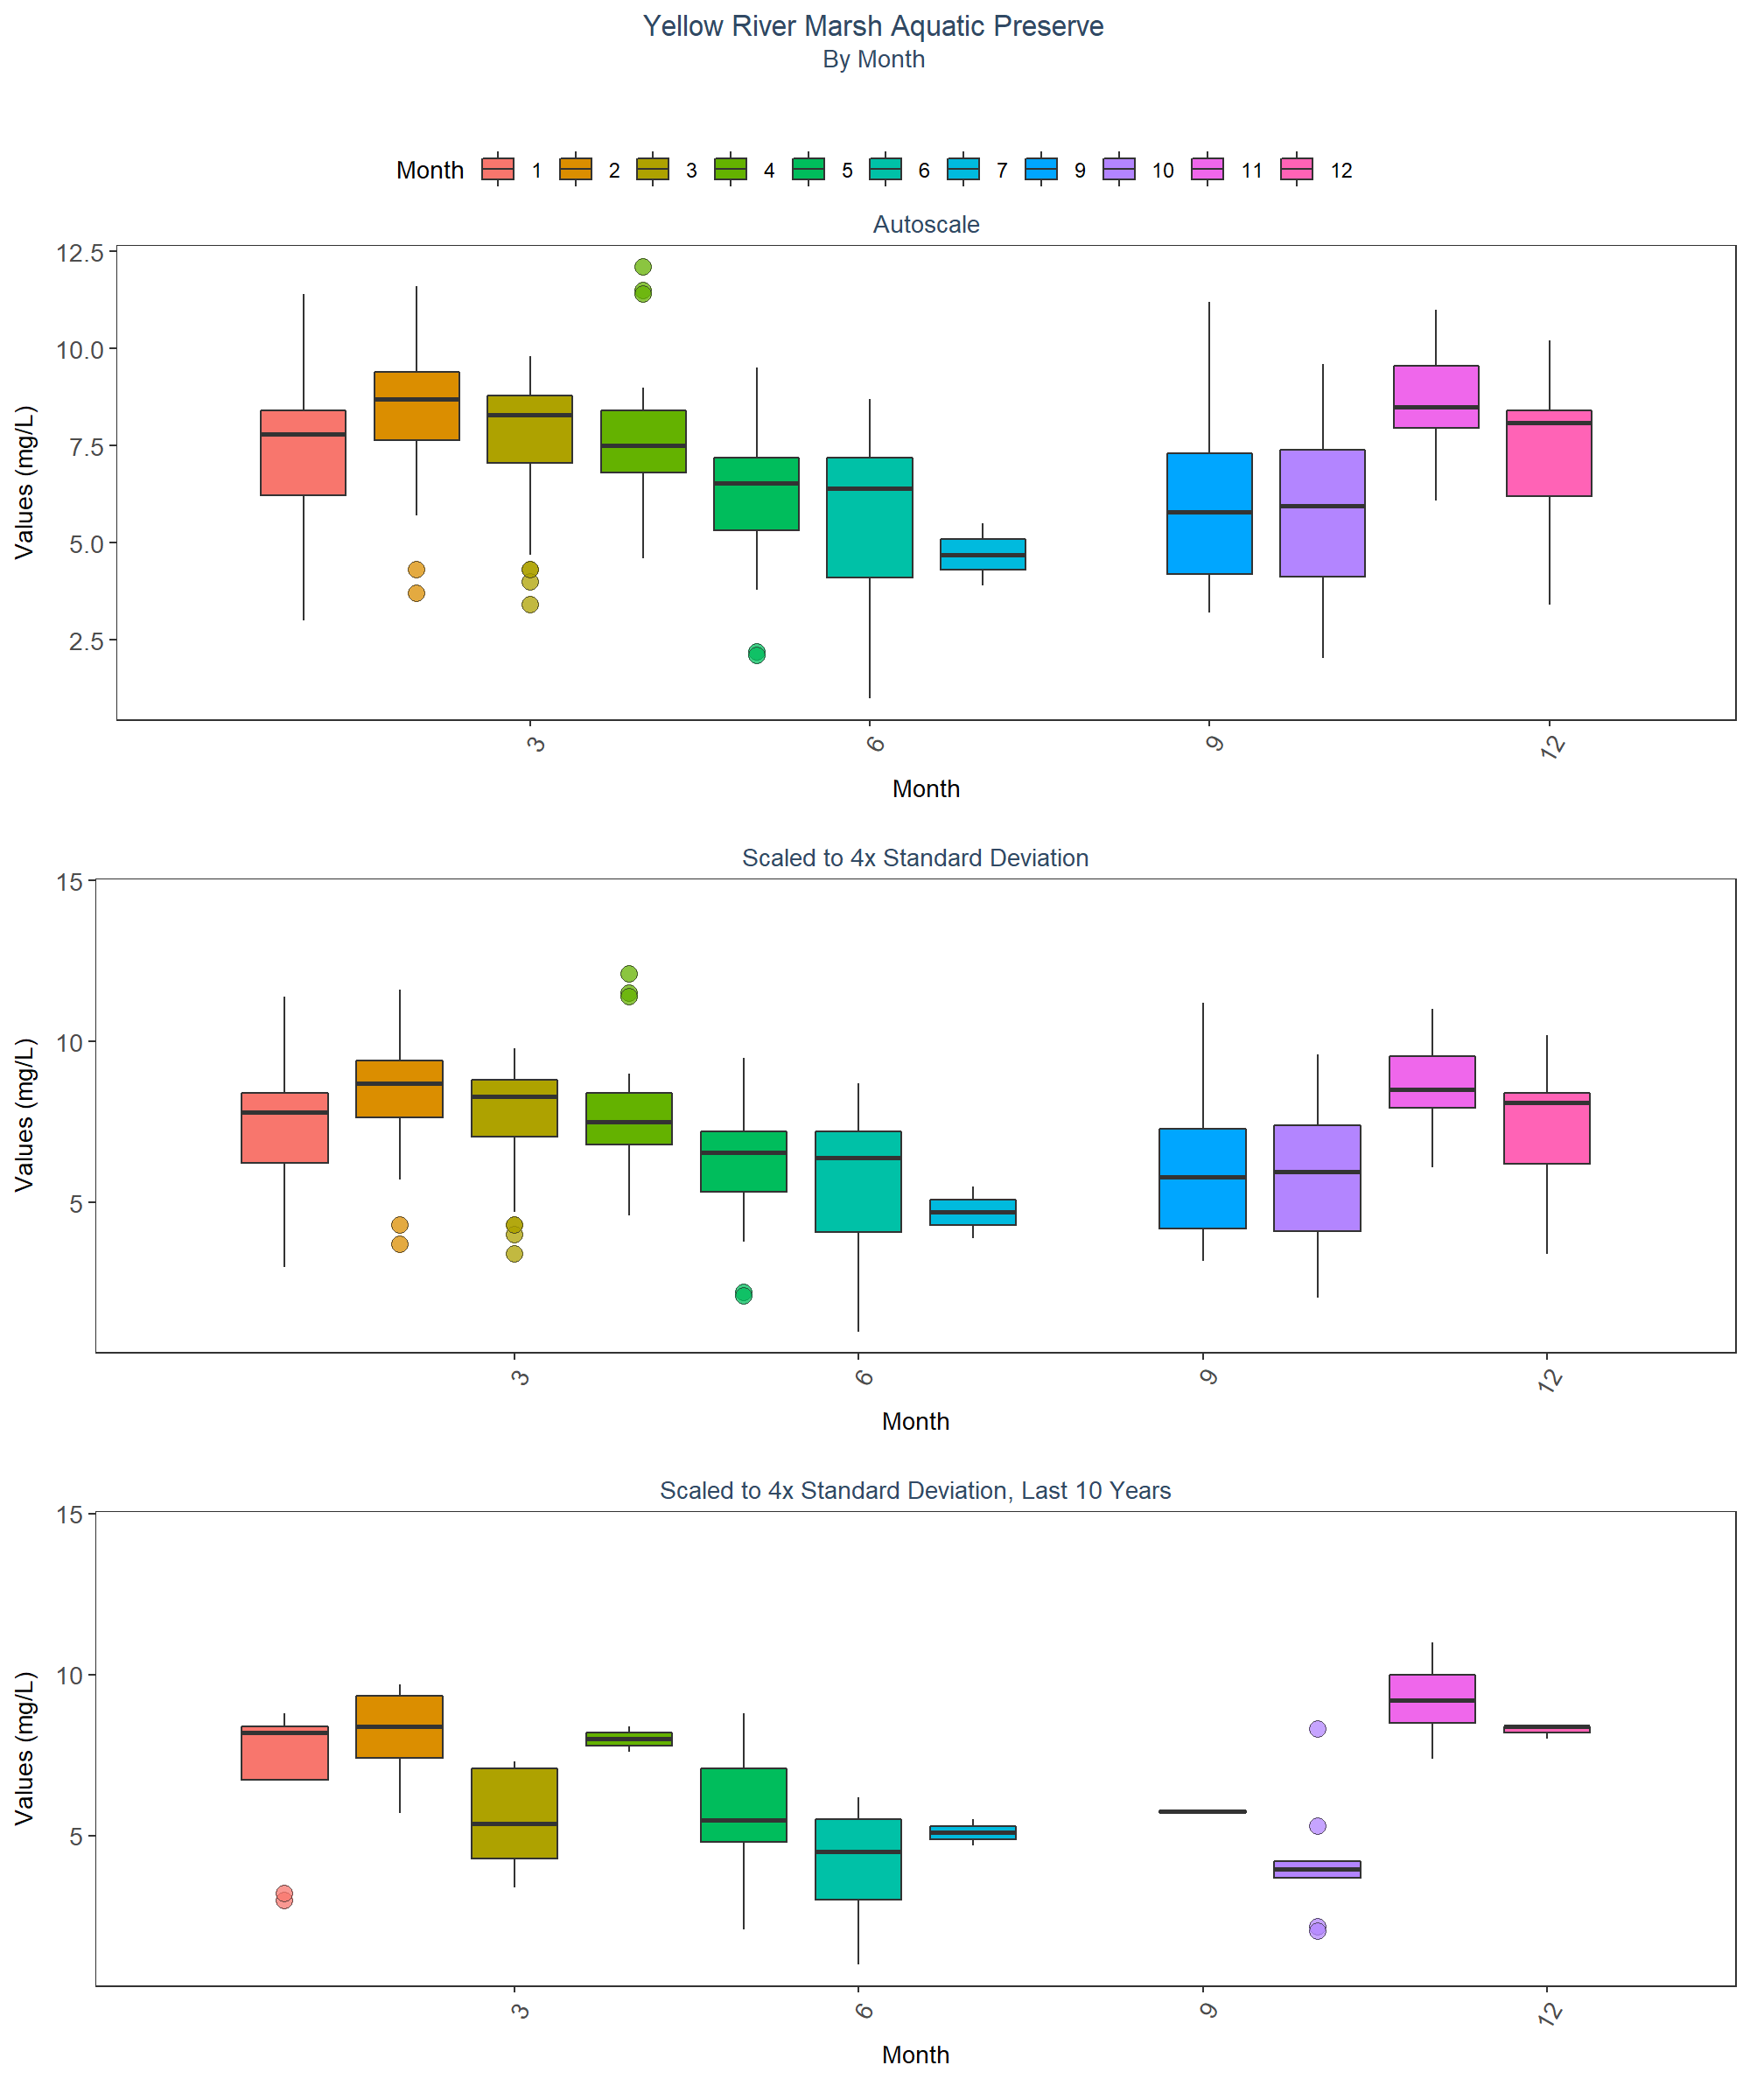 Yellow River Marsh Aquatic Preserve
By Month
Month 1 2 3 4 5 6 7 9 10 11 12
Autoscale
12.5
10.0
7.5
5.0
2.5
Values (mg/L)
3 6 9 12
Month
Scaled to 4x Standard Deviation
15
10
5
Values (mg/L)
3 6 9 12
Month
Scaled to 4x Standard Deviation, Last 10 Years
15
10
5
Values (mg/L)
3 6 9 12
Month